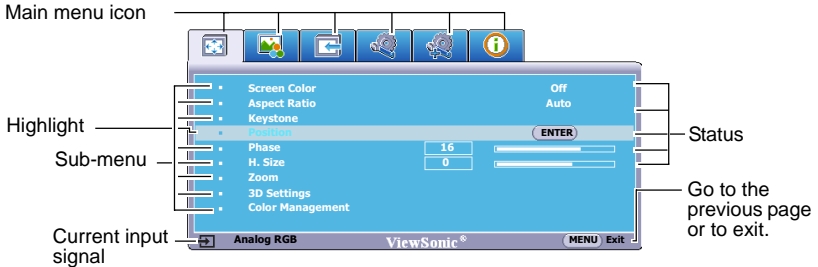 Main menu icon
Screen Color Off
Aspect Ratio Auto
Keystone
Highlight
Position ENTER
Status
Phase 16
Sub-menu
H. Size 0
Zoom
3D Settings
Color Management
Go to the
previous page
or to exit.
Current input
signal
Analog RGB ViewSonic® MENU Exit